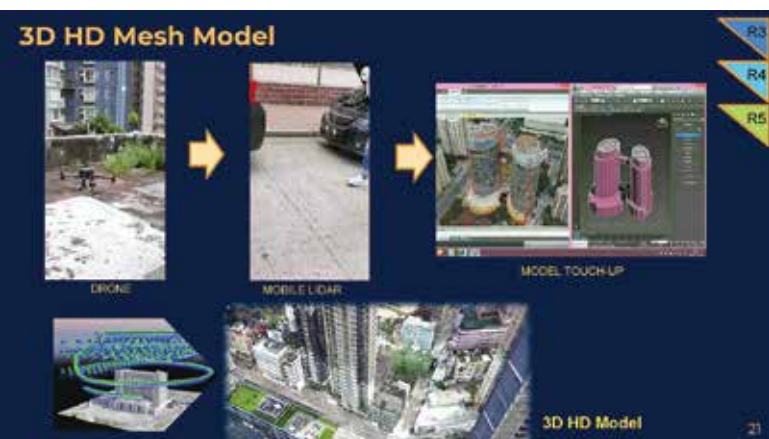 3D HD Mesh Model
R3
R4
R5
DRONE
MOBILE LIDAR
MODEL TOUCH-UP
3D HD Model
21